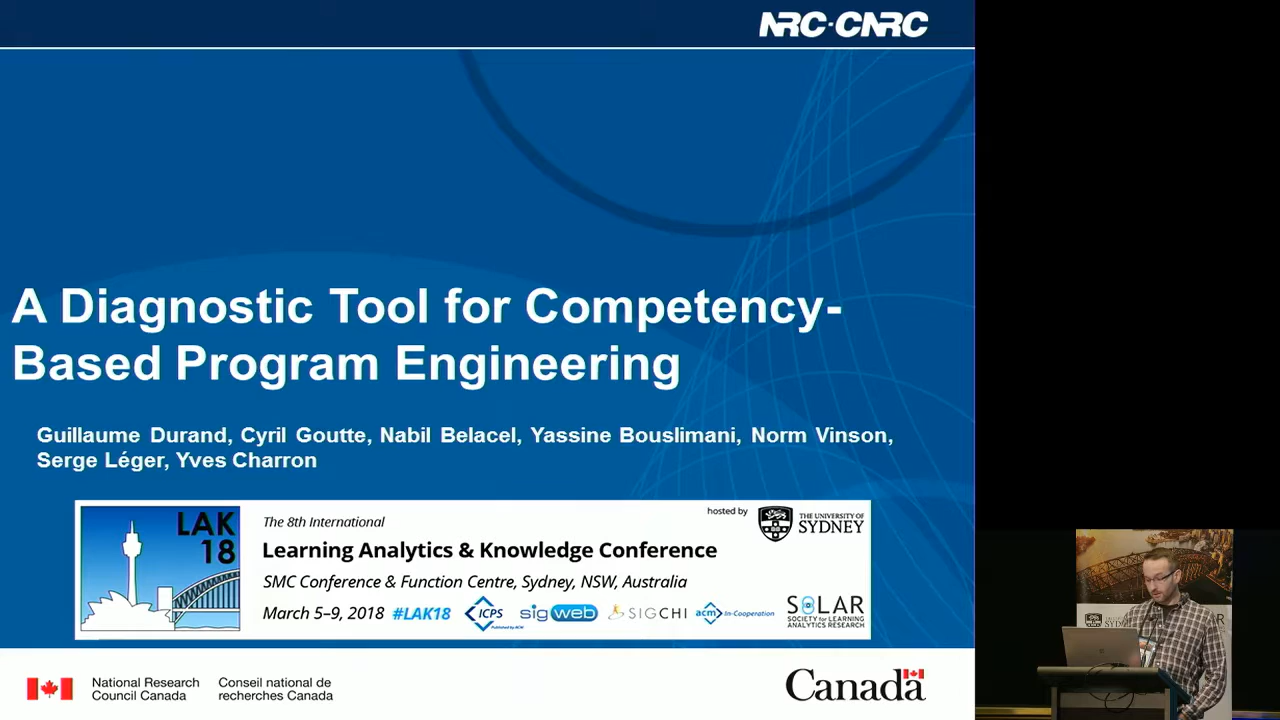 NRC·CNRC
A Diagnostic Tool for Competency-
Based Program Engineering
Guillaume Durand, Cyril Goutte, Nabil Belacel, Yassine Bouslimani, Norm Vinson,
Serge Léger, Yves Charron
LAK
18
The 8th International
hosted by
THE UNIVERSITY OF
SYDNEY
Learning Analytics & Knowledge Conference
SMC Conference & Function Centre, Sydney, NSW, Australia
March 5–9, 2018 #LAK18
ICPS
Published by ACM
sigweb
SIGCHI
acm In-Cooperation
SOLAR
SOCIETY for LEARNING
ANALYTICS RESEARCH
National Research
Council Canada
Conseil national de
recherches Canada
Canada